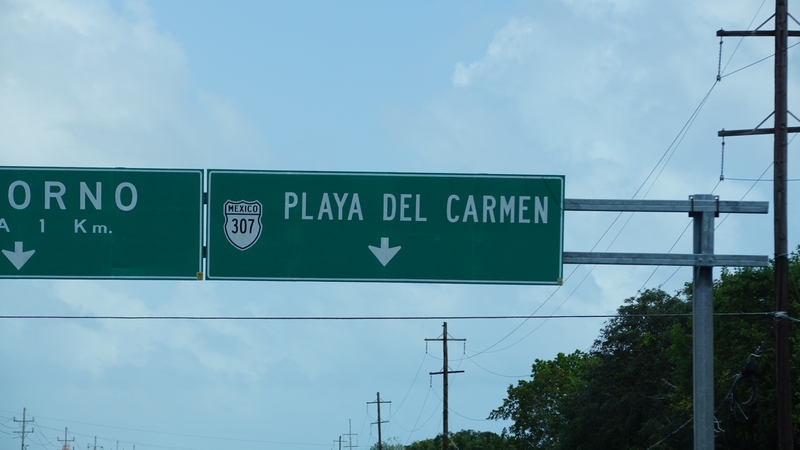 ORNO
A 1 Km.
MEXICO
307
PLAYA DEL CARMEN